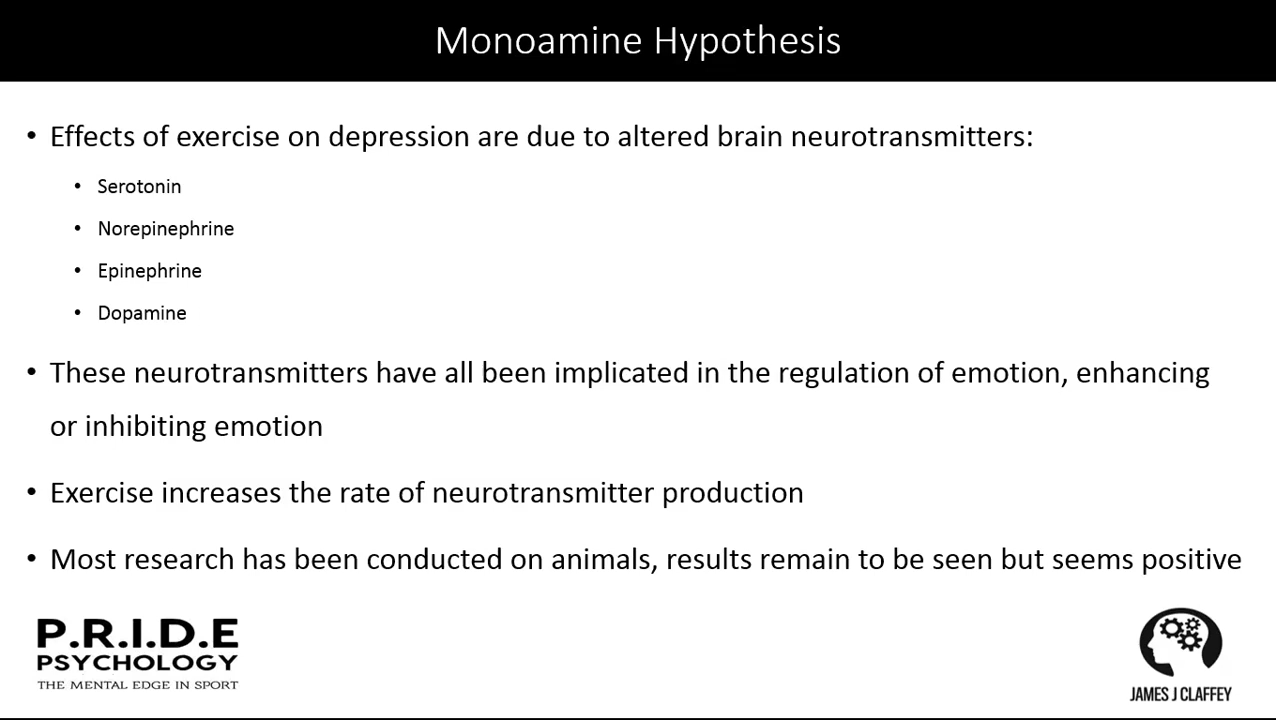 Monoamine Hypothesis
• Effects of exercise on depression are due to altered brain neurotransmitters:
• Serotonin
• Norepinephrine
• Epinephrine
• Dopamine
• These neurotransmitters have all been implicated in the regulation of emotion, enhancing
or inhibiting emotion
• Exercise increases the rate of neurotransmitter production
• Most research has been conducted on animals, results remain to be seen but seems positive
P.R.I.D.E
PSYCHOLOGY
THE MENTAL EDGE IN SPORT
JAMES J CLAFFEY